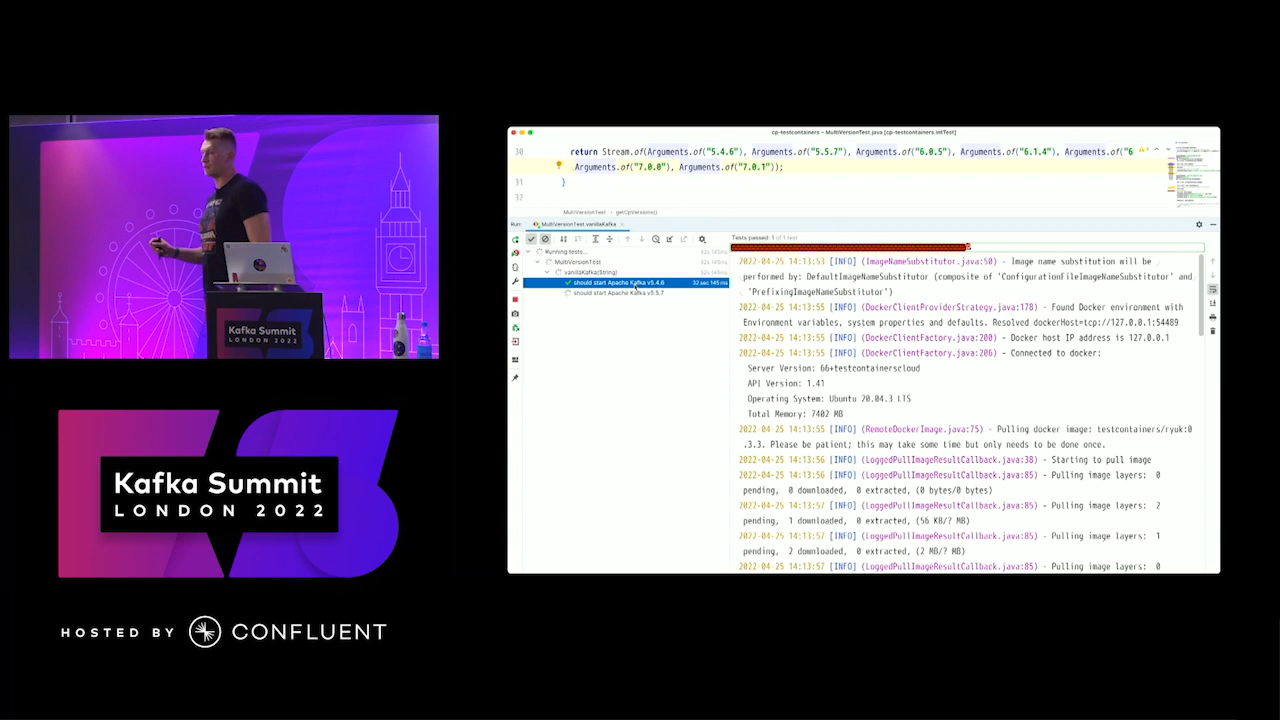 Kafka Summit
LONDON 2022
Kafka Summit
LONDON 2022
HOSTED BY CONFLUENT
cp-testcontainers – MultiVersionTest.java [cp-testcontainers.intTest]
30 return Stream.of(Arguments.of("5.4.6"), Arguments.of("5.5.7"), Arguments.of("6.0.5"), Arguments.of("6.1.4"), Arguments.of("6
Arguments.of("7.0.0"), Arguments.of("7.0.1"));
31 }
32
MultiVersionTest › getCpVersions()
Run: MultiVersionTest.vanillaKafka ×
Tests passed: 1 of 1 test
Running tests... 32s 145ms
MultiVersionTest 32s 145ms
vanillaKafka(String) 32s 145ms
should start Apache Kafka v5.4.6 32 sec 145 ms
should start Apache Kafka v5.5.7
2022-04-25 14:13:53 [INFO] (ImageNameSubstitutor.java:50) - Image name substitution will be
performed by: DefaultImageNameSubstitutor (composite of 'ConfigurationFileImageNameSubstitutor' and
'PrefixingImageNameSubstitutor')
2022-04-25 14:13:55 [INFO] (DockerClientProviderStrategy.java:178) - Found Docker environment with
Environment variables, system properties and defaults. Resolved dockerHost=tcp://127.0.0.1:54489
2022-04-25 14:13:55 [INFO] (DockerClientFactory.java:200) - Docker host IP address is 127.0.0.1
2022-04-25 14:13:55 [INFO] (DockerClientFactory.java:206) - Connected to docker:
Server Version: 66+testcontainerscloud
API Version: 1.41
Operating System: Ubuntu 20.04.3 LTS
Total Memory: 7402 MB
2022-04-25 14:13:55 [INFO] (RemoteDockerImage.java:75) - Pulling docker image: testcontainers/ryuk:0
.3.3. Please be patient; this may take some time but only needs to be done once.
2022-04-25 14:13:56 [INFO] (LoggedPullImageResultCallback.java:38) - Starting to pull image
2022-04-25 14:13:56 [INFO] (LoggedPullImageResultCallback.java:85) - Pulling image layers: 0
pending, 0 downloaded, 0 extracted, (0 bytes/0 bytes)
2022-04-25 14:13:57 [INFO] (LoggedPullImageResultCallback.java:85) - Pulling image layers: 2
pending, 1 downloaded, 0 extracted, (56 KB/? MB)
2022-04-25 14:13:57 [INFO] (LoggedPullImageResultCallback.java:85) - Pulling image layers: 1
pending, 2 downloaded, 0 extracted, (2 MB/? MB)
2022-04-25 14:13:57 [INFO] (LoggedPullImageResultCallback.java:85) - Pulling image layers: 0